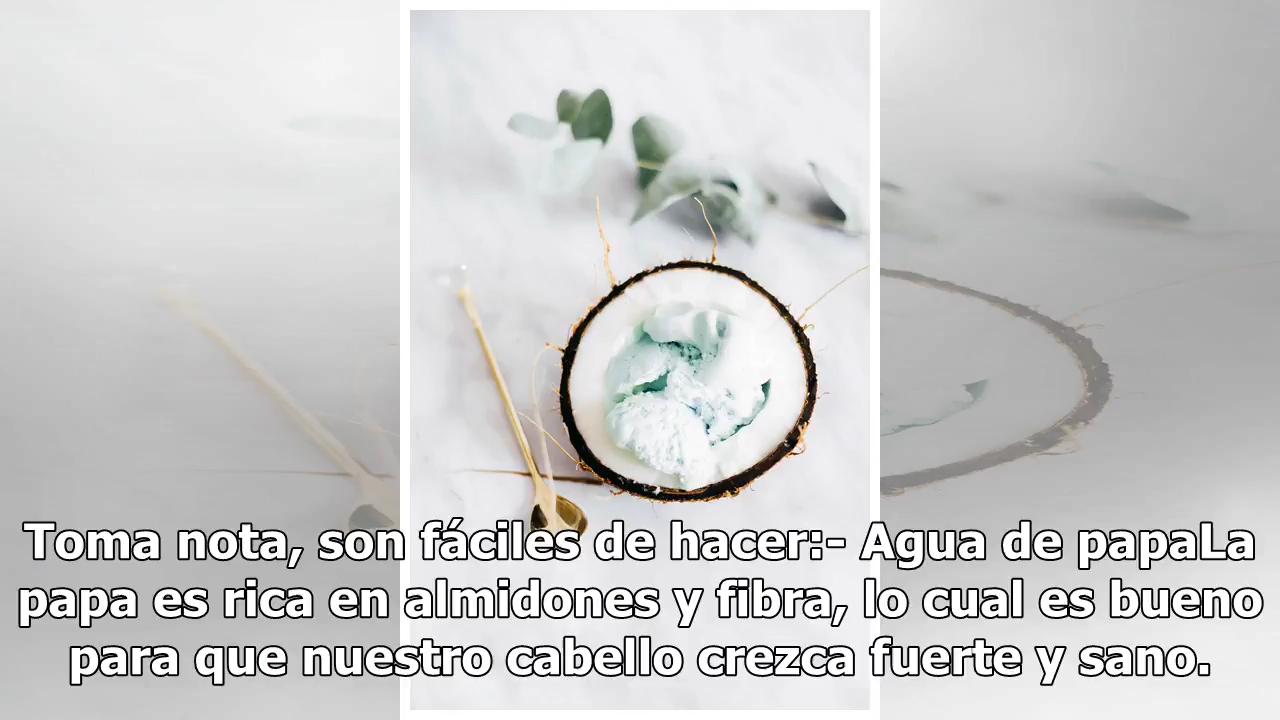 Toma nota, son fáciles de hacer:- Agua de papaLa
papa es rica en almidones y fibra, lo cual es bueno
para que nuestro cabello crezca fuerte y sano.